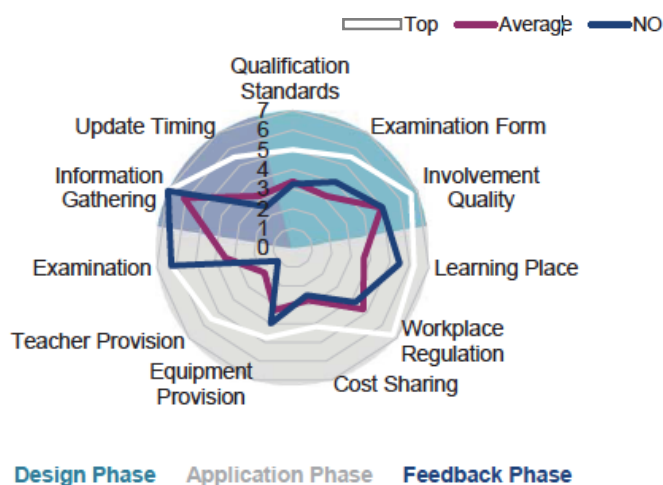 Top Average NO
Qualification
Standards
Update Timing
Examination Form
Information
Gathering
Involvement
Quality
7
6
5
4
3
2
1
0
Examination
Learning Place
Teacher Provision
Workplace
Regulation
Equipment
Provision
Cost Sharing
Design Phase Application Phase Feedback Phase